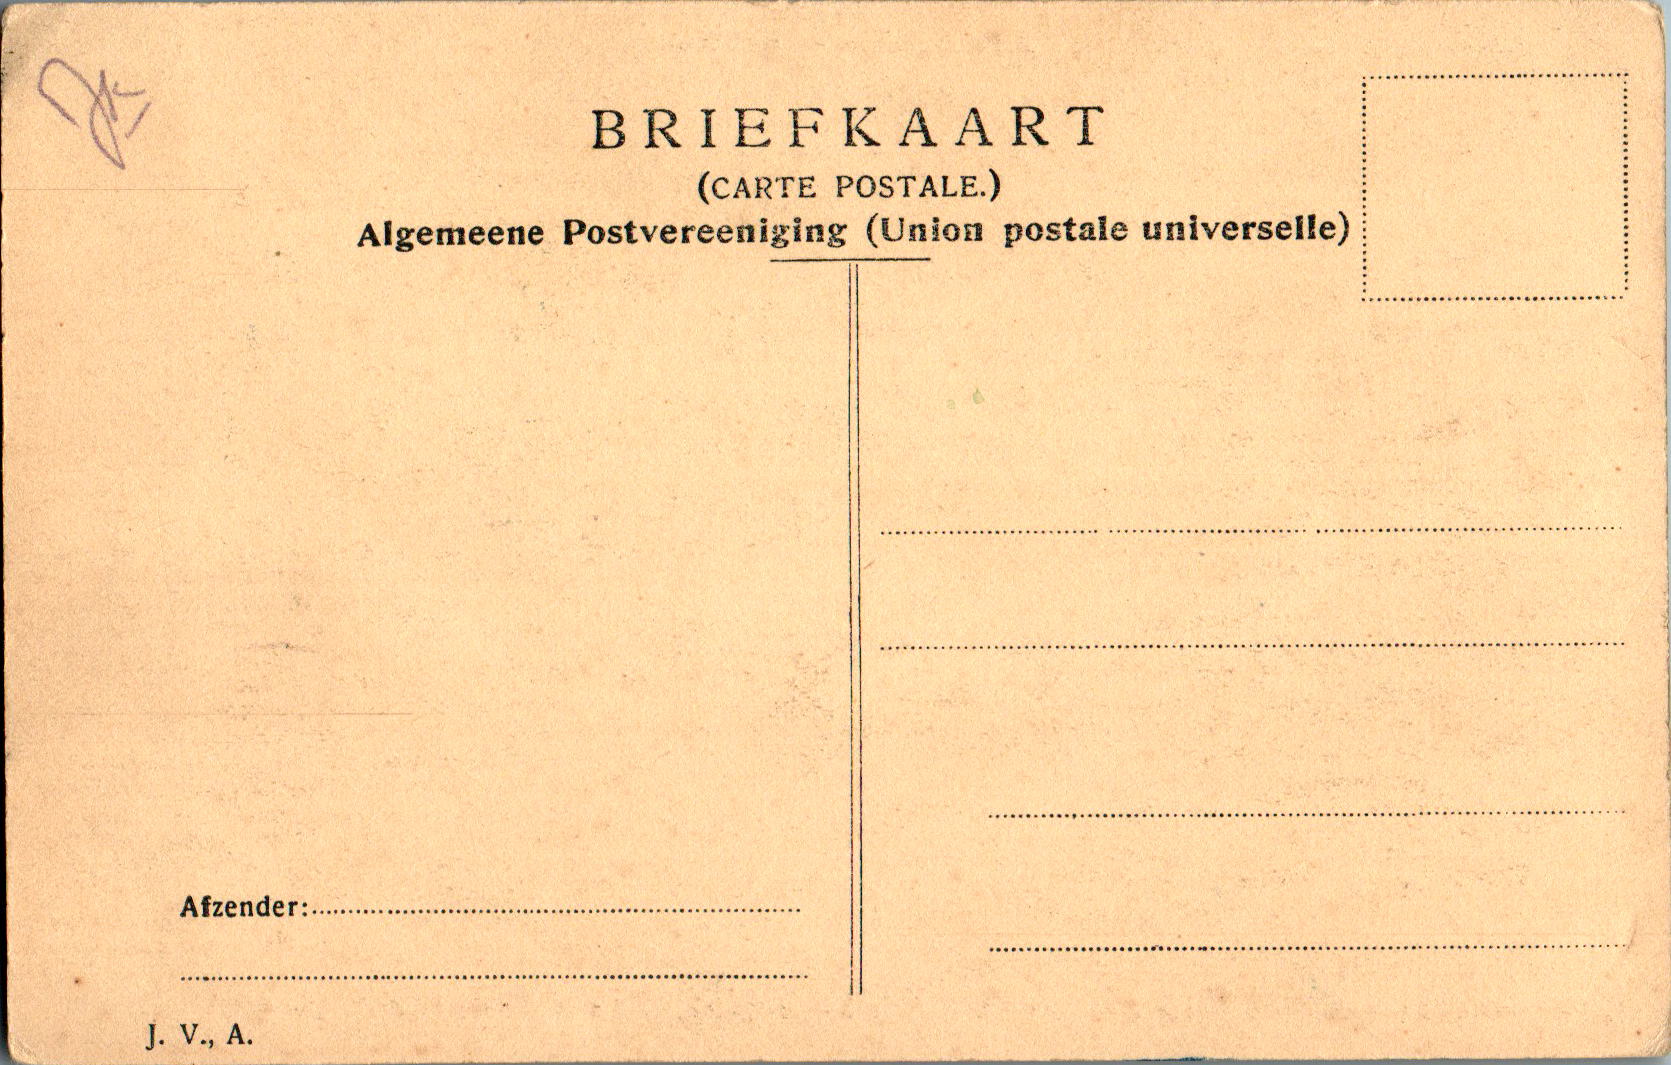 BRIEFKAART
(CARTE POSTALE.)
Algemeene Postvereeniging (Union postale universelle)
Afzender:
J. V., A.